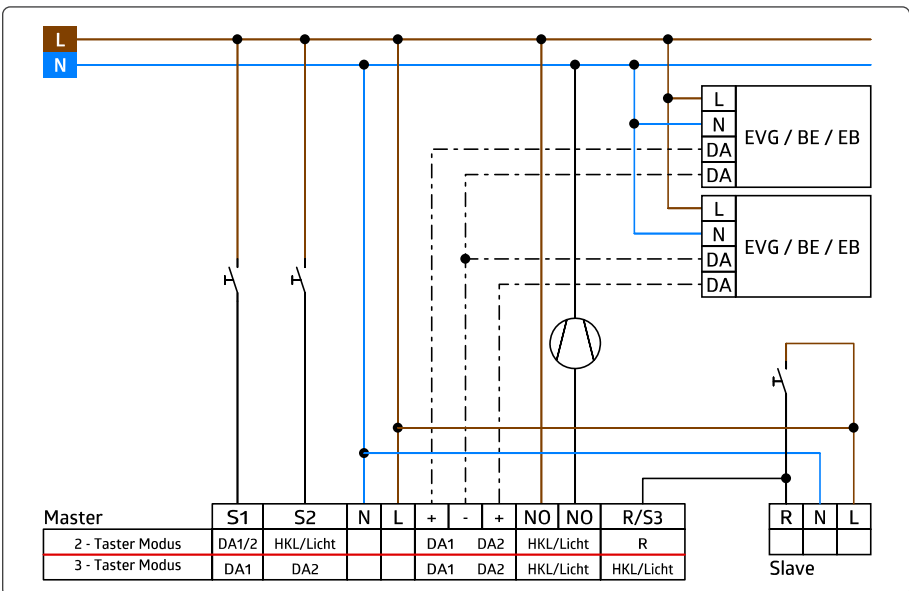 L
N
L
N
DA
DA
EVG / BE / EB
L
N
DA
DA
EVG / BE / EB
Master S1 S2 N L + - + NO NO R/S3
2 - Taster Modus DA1/2 HKL/Licht DA1 DA2 HKL/Licht R
3 - Taster Modus DA1 DA2 DA1 DA2 HKL/Licht HKL/Licht
R N L
Slave